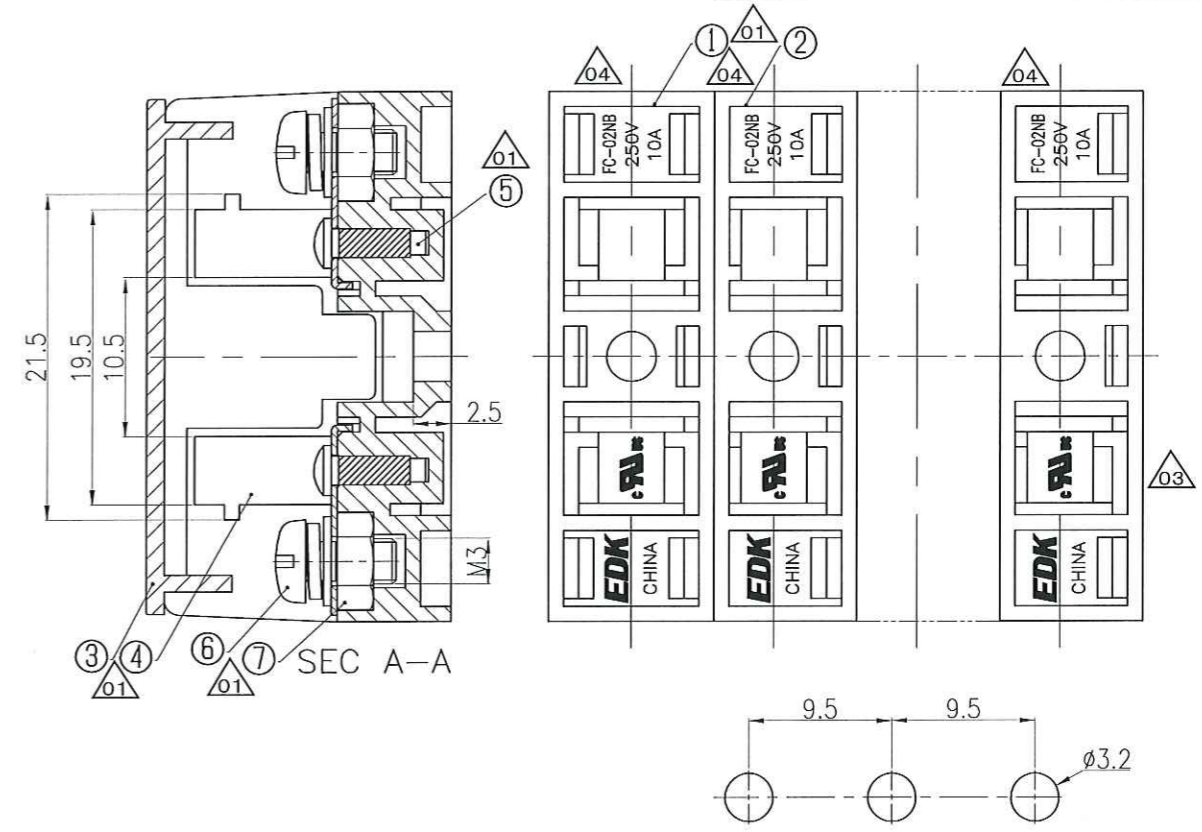 ① 01 ②
04 04 04
FC-02NB
250V
10A
FC-02NB
250V
10A
FC-02NB
250V
10A
01
⑤
21.5
19.5
10.5
2.5
03
M3
EDK
CHINA
EDK
CHINA
EDK
CHINA
③ ④ ⑥ ⑦ SEC A-A
01 01
9.5 9.5
ø3.2